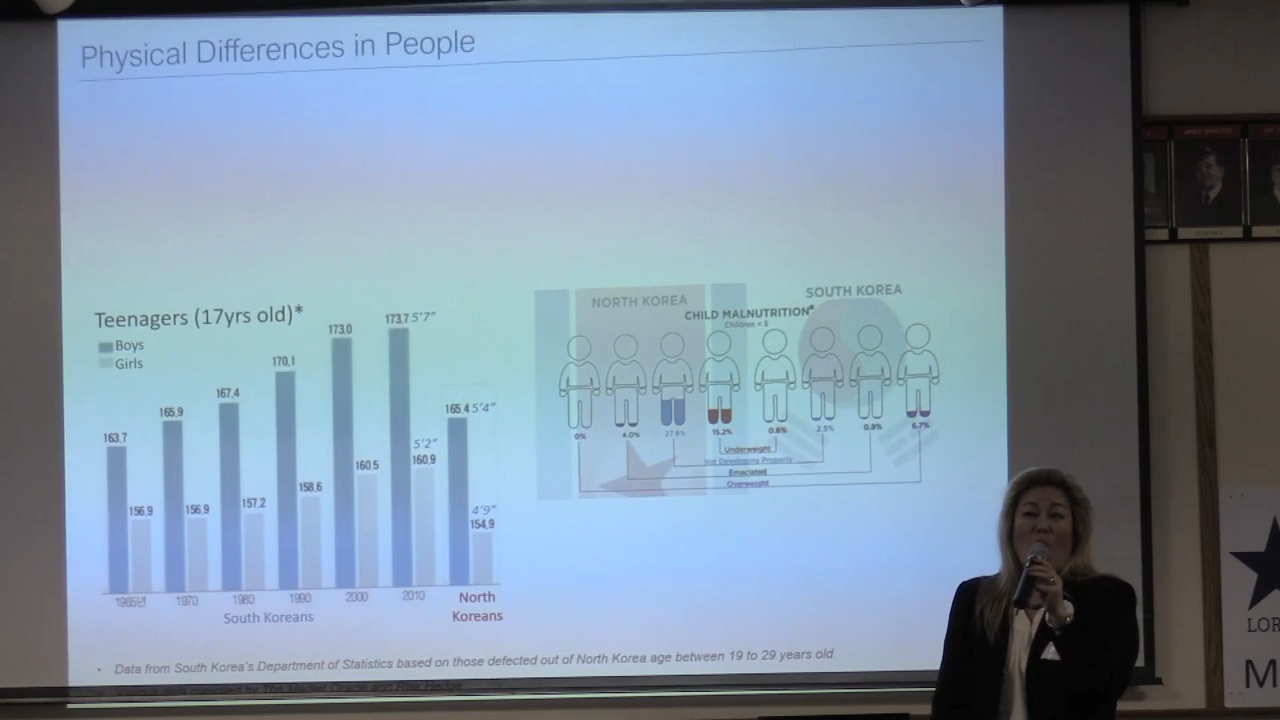 Physical Differences in People
Teenagers (17yrs old)*
Boys
Girls
163.7
156.9
165.9
156.9
167.4
157.2
170.1
158.6
173.0
160.5
173.7 5'7"
5'2"
160.9
165.4 5'4"
4'9"
154.9
1965년
1970
1980
1990
2000
2010
North
Koreans
South Koreans
NORTH KOREA
SOUTH KOREA
CHILD MALNUTRITION*
Children < 5
0%
4.0%
27.9%
15.2%
0.6%
2.5%
0.9%
6.7%
Underweight
Not Developing Property
Emaciated
Overweight
• Data from South Korea's Department of Statistics based on those defected out of North Korea age between 19 to 29 years old
LOR
M